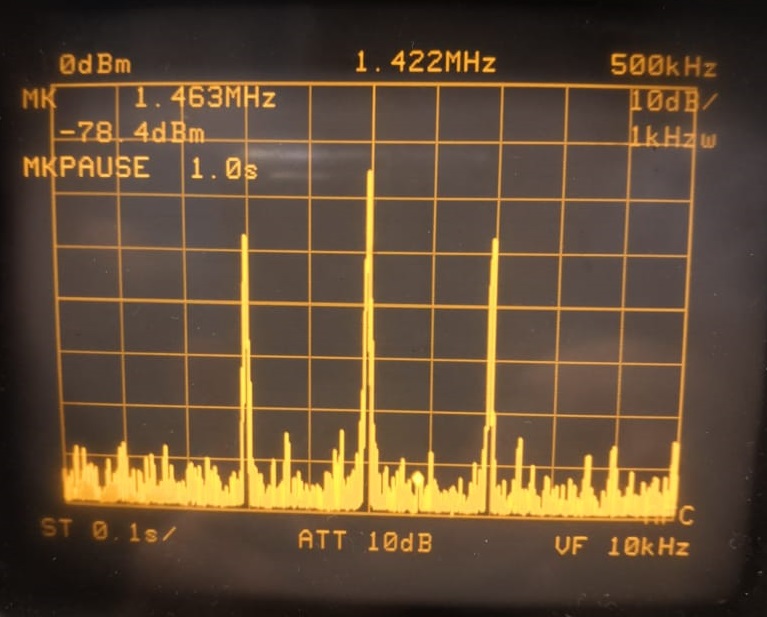 0dBm 1.422MHz 500kHz
MK 1.463MHz 10dB/
-78.4dBm 1kHzw
MKPAUSE 1.0s
ST 0.1s/ ATT 10dB VF 10kHz